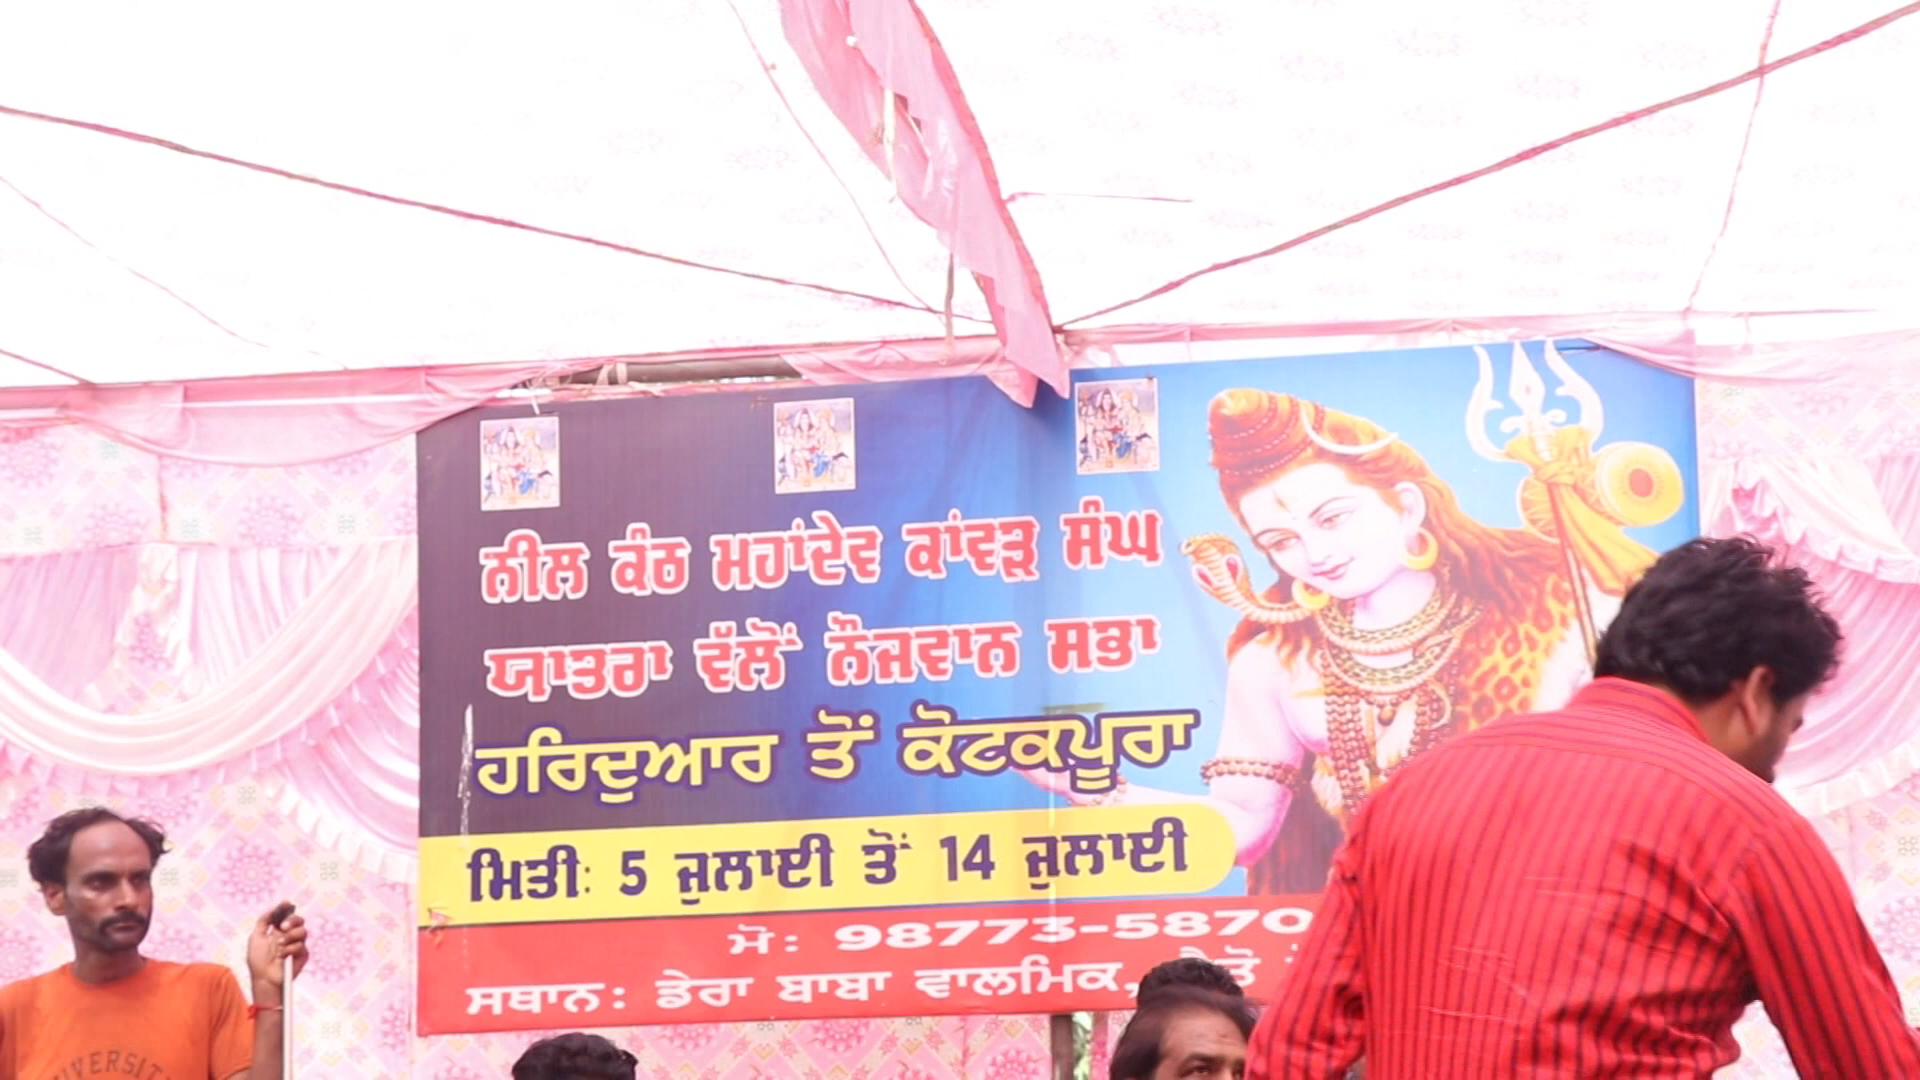 ਨੀਲ ਕੰਠ ਮਹਾਂਦੇਵ ਕਾਂਵੜ ਸੰਘ
ਯਾਤਰਾ ਵੱਲੋਂ ਨੌਜਵਾਨ ਸਭਾ
ਹਰਿਦੁਆਰ ਤੋਂ ਕੋਟਕਪੂਰਾ
ਮਿਤੀ: 5 ਜੁਲਾਈ ਤੋਂ 14 ਜੁਲਾਈ
ਮੋ: 98773-5870
ਸਥਾਨ: ਡੇਰਾ ਬਾਬਾ ਵਾਲਮਿਕ,